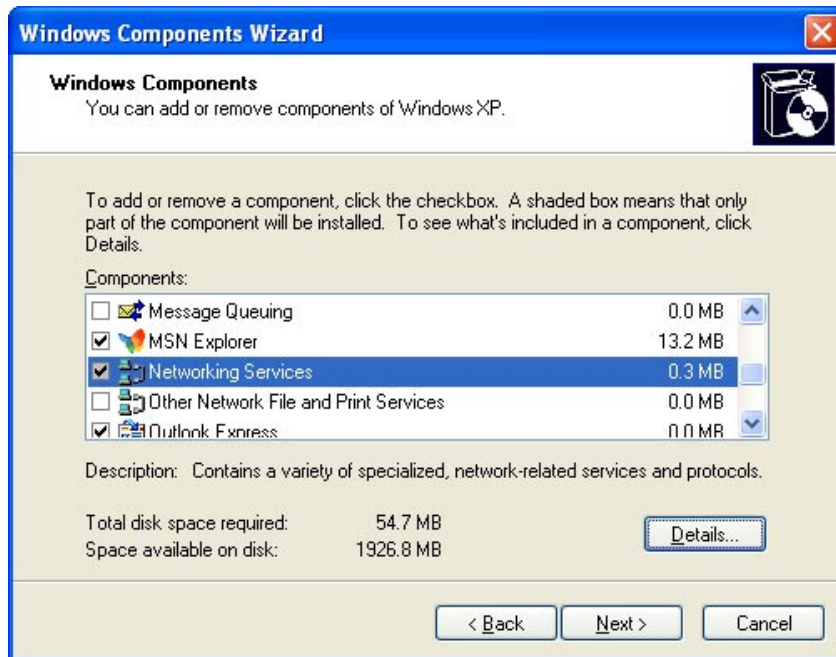 Windows Components Wizard
Windows Components
You can add or remove components of Windows XP.
To add or remove a component, click the checkbox. A shaded box means that only
part of the component will be installed. To see what's included in a component, click
Details.
Components:
Message Queuing 0.0 MB
MSN Explorer 13.2 MB
Networking Services 0.3 MB
Other Network File and Print Services 0.0 MB
Outlook Express 0.0 MB
Description: Contains a variety of specialized, network-related services and protocols.
Total disk space required: 54.7 MB
Space available on disk: 1926.8 MB
Details...
< Back Next > Cancel